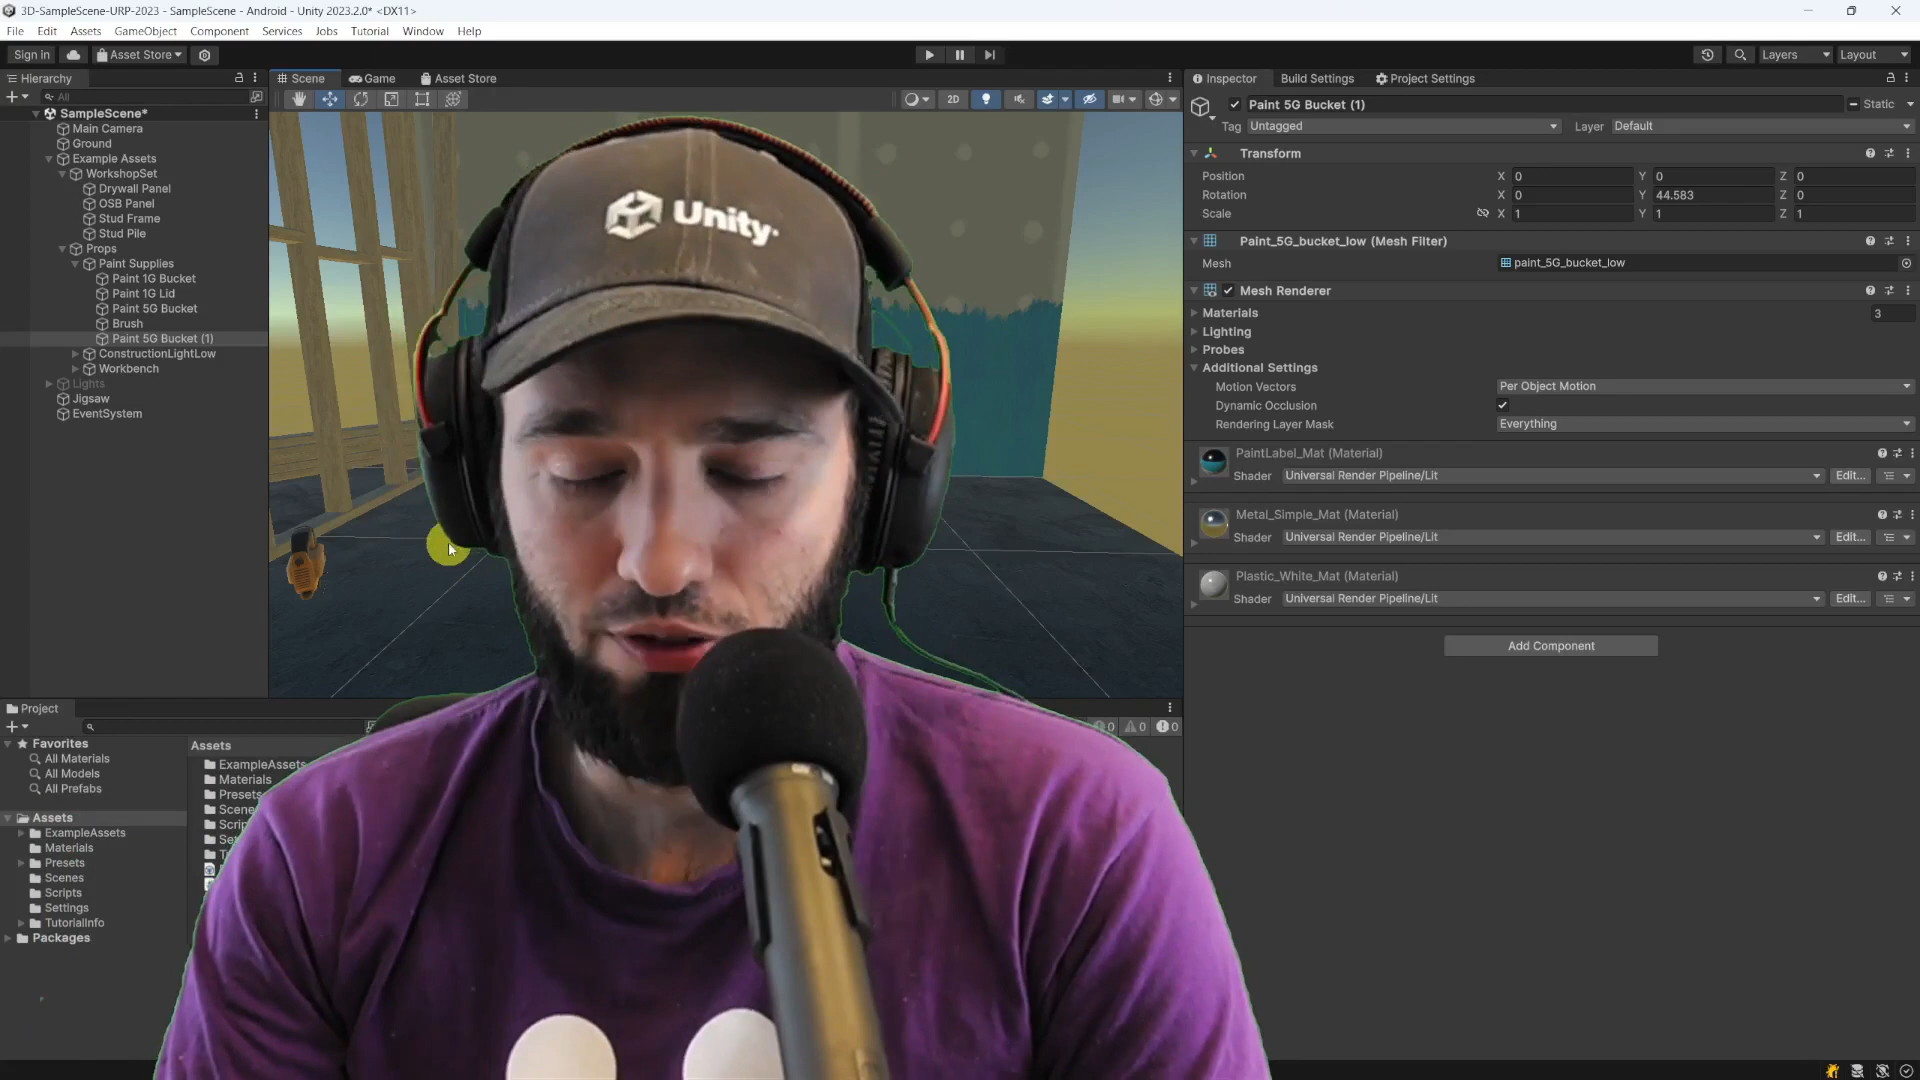 3D-SampleScene-URP-2023 - SampleScene - Android - Unity 2023.2.0* <DX11>
File Edit Assets GameObject Component Services Jobs Tutorial Window Help
Sign in Asset Store Layers Layout
Hierarchy Scene Game Asset Store Inspector Build Settings Project Settings
All 2D
SampleScene*
Main Camera
Ground
Example Assets
WorkshopSet
Drywall Panel
OSB Panel
Stud Frame
Stud Pile
Props
Paint Supplies
Paint 1G Bucket
Paint 1G Lid
Paint 5G Bucket
Brush
Paint 5G Bucket (1)
ConstructionLightLow
Workbench
Lights
Jigsaw
EventSystem
Unity
Paint 5G Bucket (1) Static
Tag Untagged Layer Default
Transform
Position X 0 Y 0 Z 0
Rotation X 0 Y 44.583 Z 0
Scale X 1 Y 1 Z 1
Paint_5G_bucket_low (Mesh Filter)
Mesh paint_5G_bucket_low
Mesh Renderer
Materials 3
Lighting
Probes
Additional Settings
Motion Vectors Per Object Motion
Dynamic Occlusion
Rendering Layer Mask Everything
PaintLabel_Mat (Material)
Shader Universal Render Pipeline/Lit Edit...
Metal_Simple_Mat (Material)
Shader Universal Render Pipeline/Lit Edit...
Plastic_White_Mat (Material)
Shader Universal Render Pipeline/Lit Edit...
Add Component
Project
0 0 0
Favorites
All Materials
All Models
All Prefabs
Assets
ExampleAssets
Materials
Presets
Scenes
Scripts
Settings
TutorialInfo
Packages
Assets
ExampleAssets
Materials
Presets
Scene
Scrip
Set
T